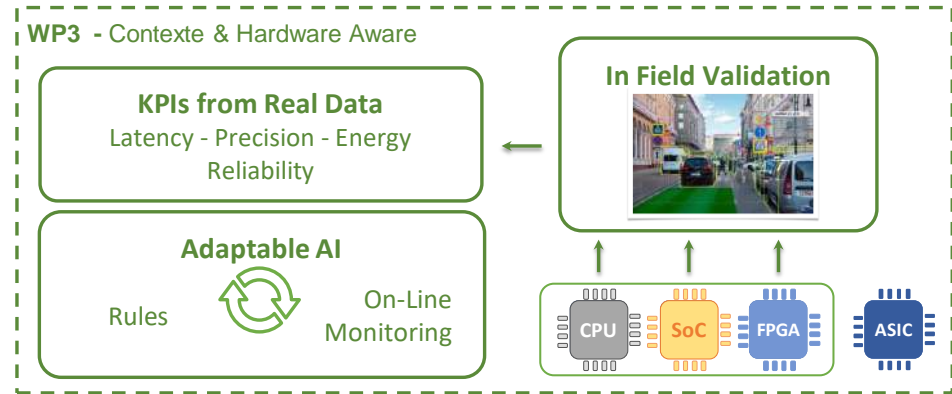 WP3 - Contexte & Hardware Aware
KPIs from Real Data
Latency - Precision - Energy
Reliability
In Field Validation
Adaptable AI
Rules
On-Line
Monitoring
CPU
SoC
FPGA
ASIC